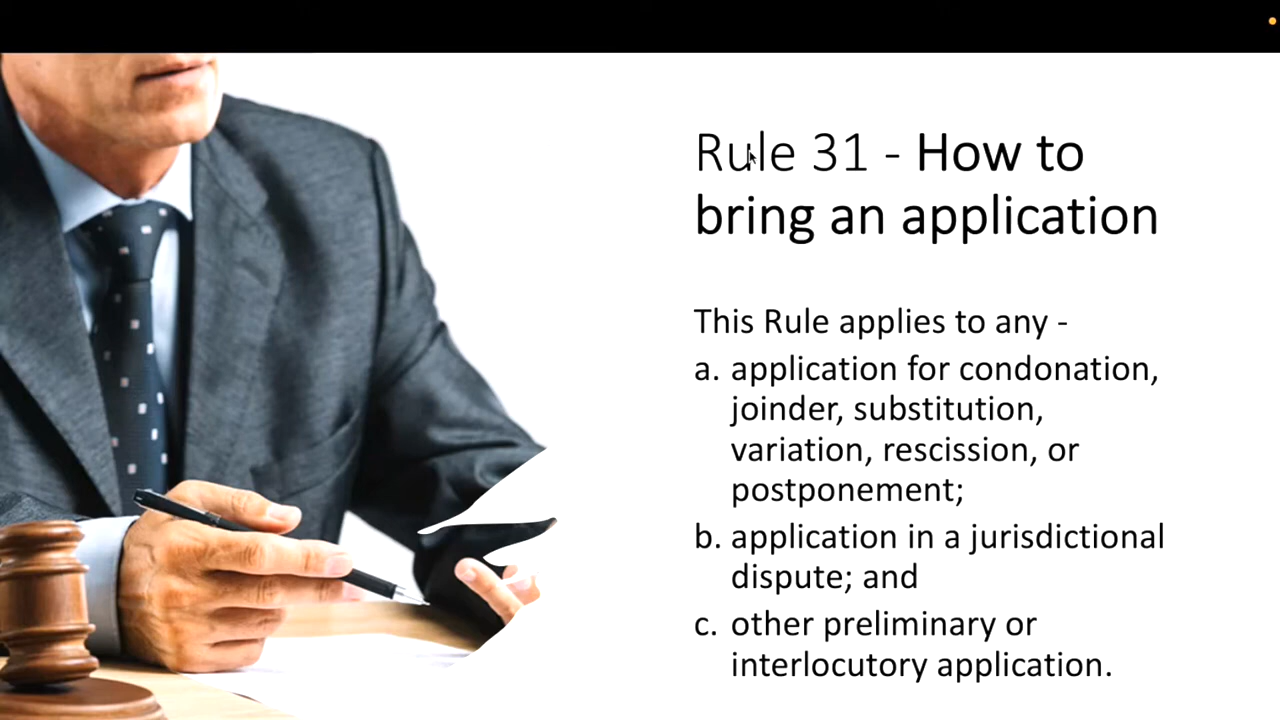 Rule 31 - How to
bring an application
This Rule applies to any -
a. application for condonation,
joinder, substitution,
variation, rescission, or
postponement;
b. application in a jurisdictional
dispute; and
c. other preliminary or
interlocutory application.